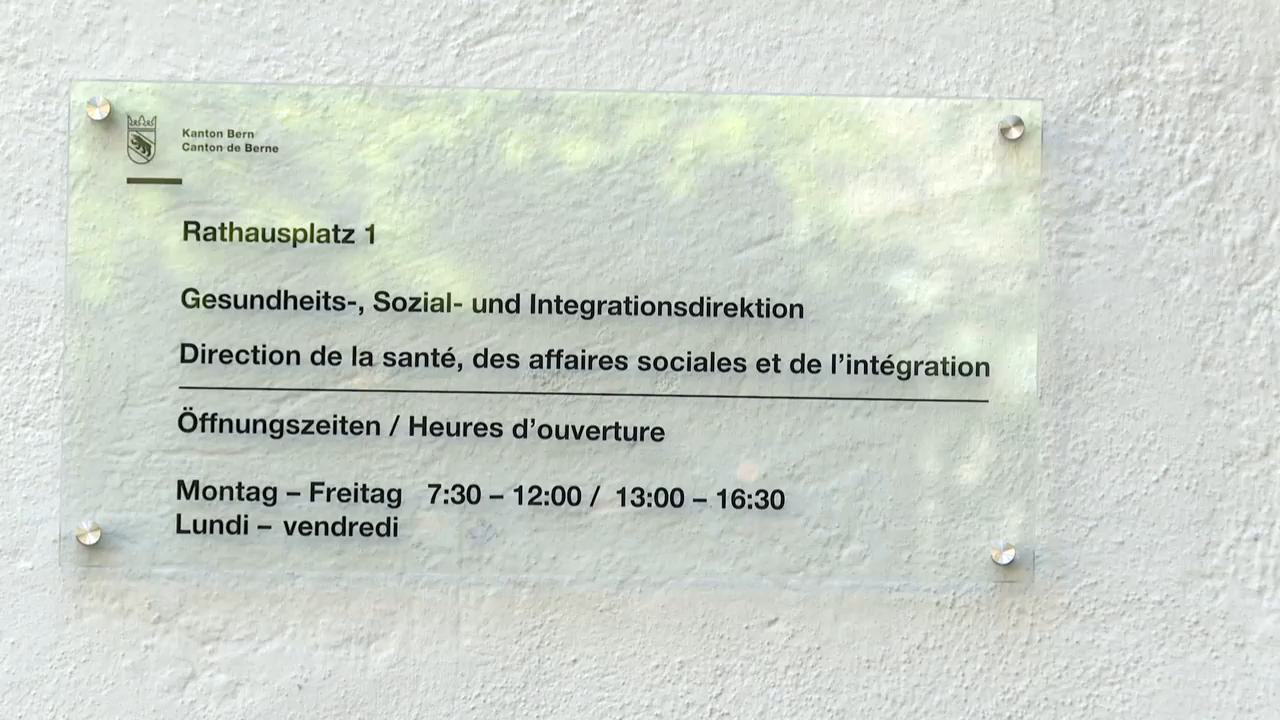 Kanton Bern
Canton de Berne
Rathausplatz 1
Gesundheits-, Sozial- und Integrationsdirektion
Direction de la santé, des affaires sociales et de l’intégration
Öffnungszeiten / Heures d’ouverture
Montag – Freitag 7:30 – 12:00 / 13:00 – 16:30
Lundi – vendredi